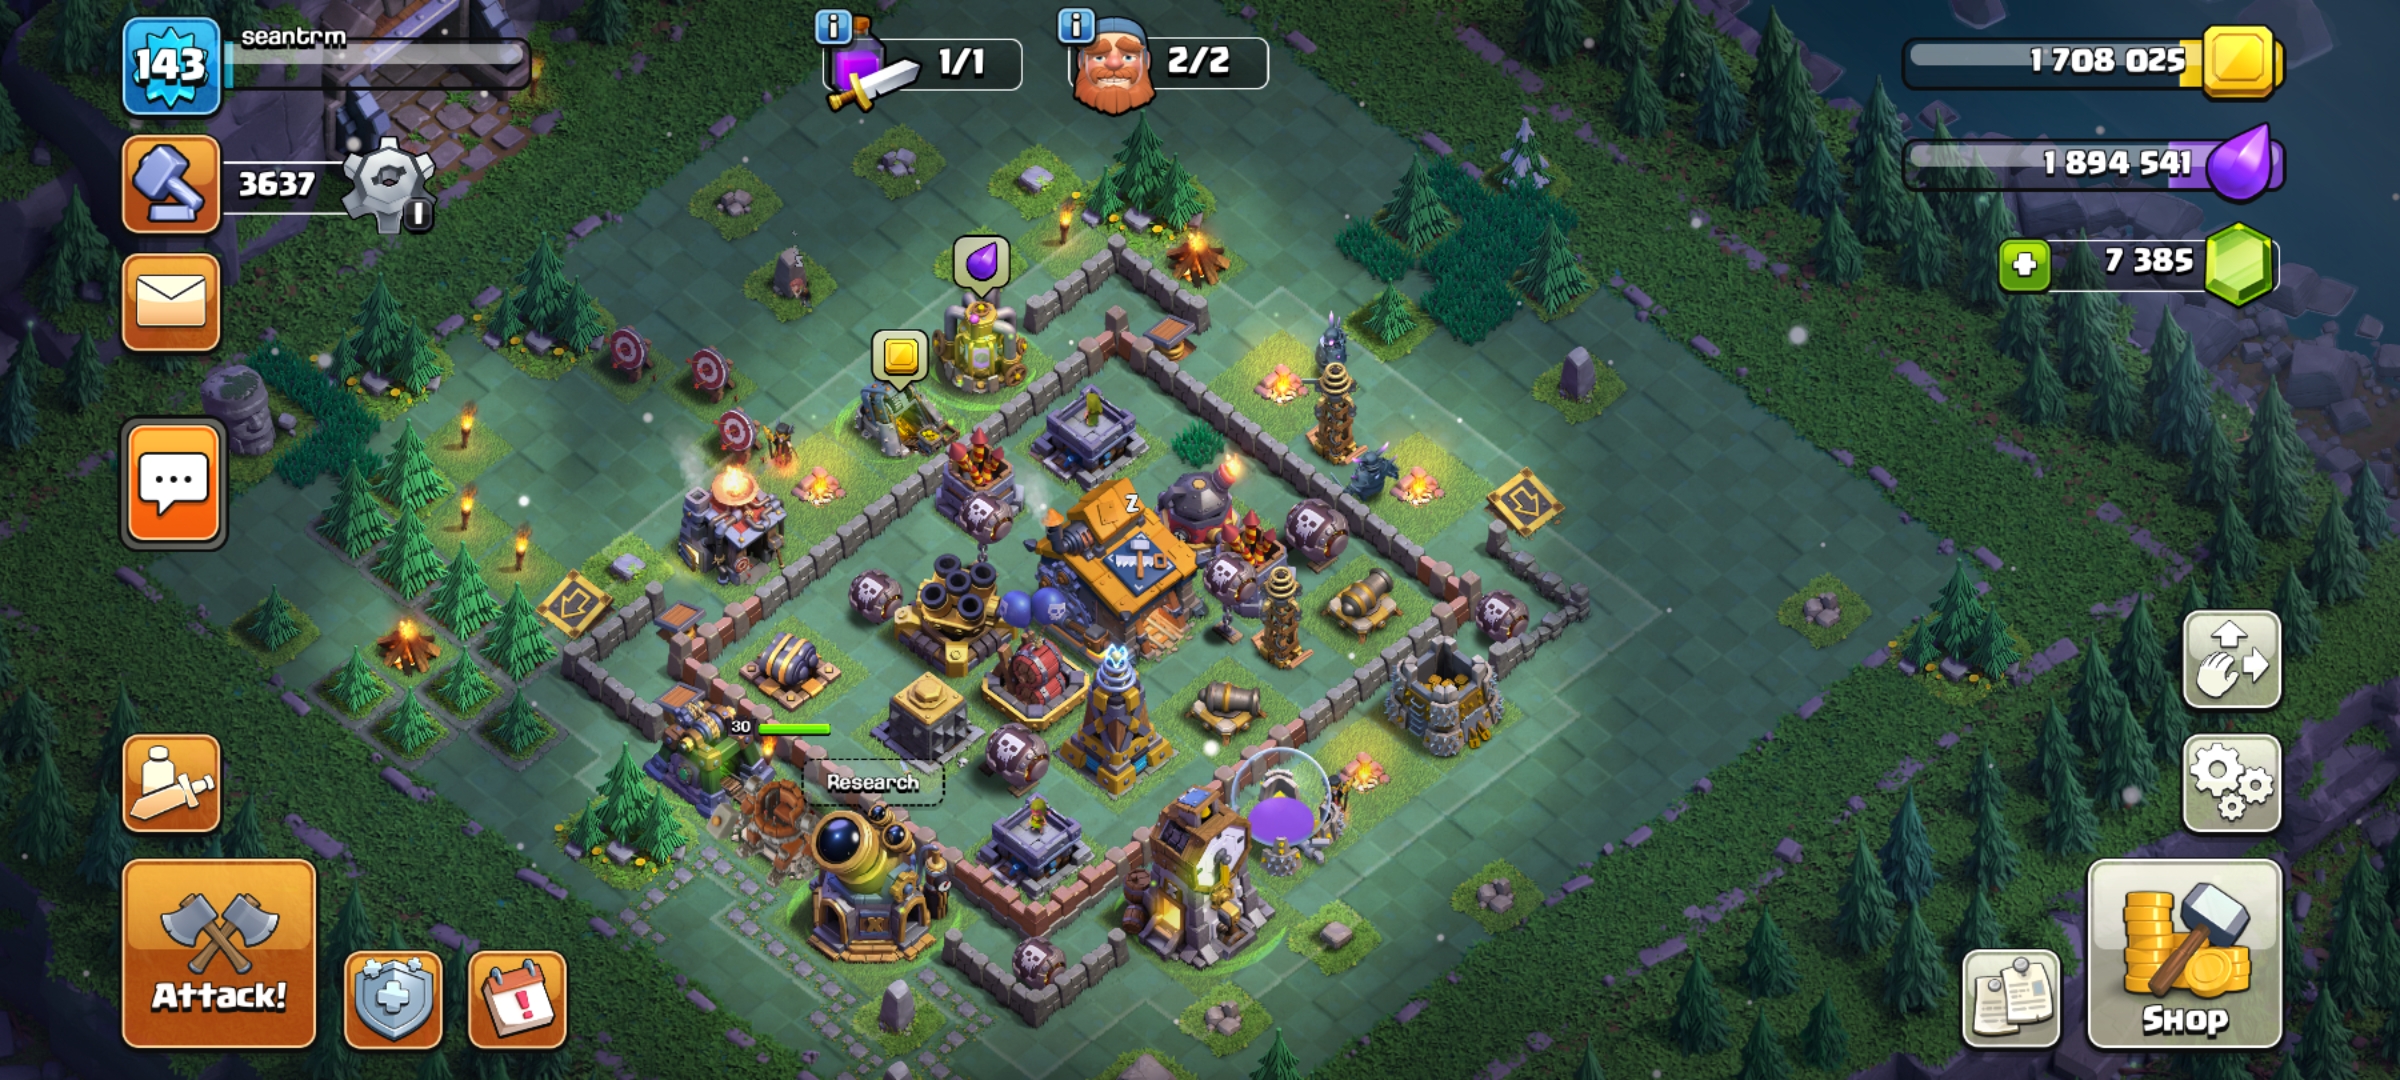 143
seantrm
1/1
2/2
1 708 025
3637
I
1 894 541
7 385
z
Z
30
Research
Attack!
Shop